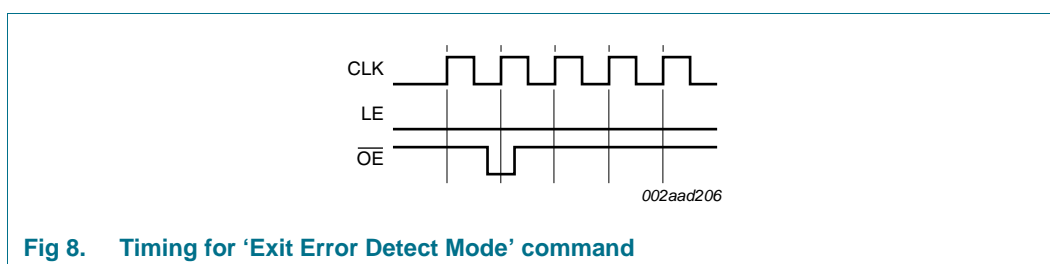 CLK
LE
OE
002aad206
Fig 8. Timing for ‘Exit Error Detect Mode’ command